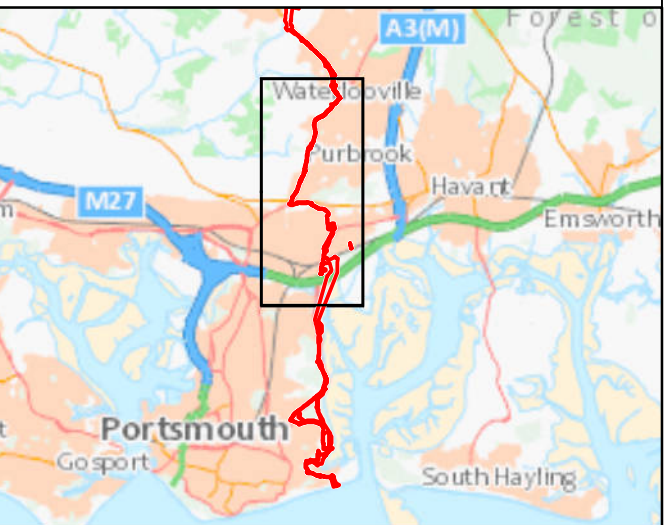 Forest o
A3(M)
Waterlooville
Purbrook
Havant
M27
m
Emsworth
Portsmouth
t
Gosport
South Hayling